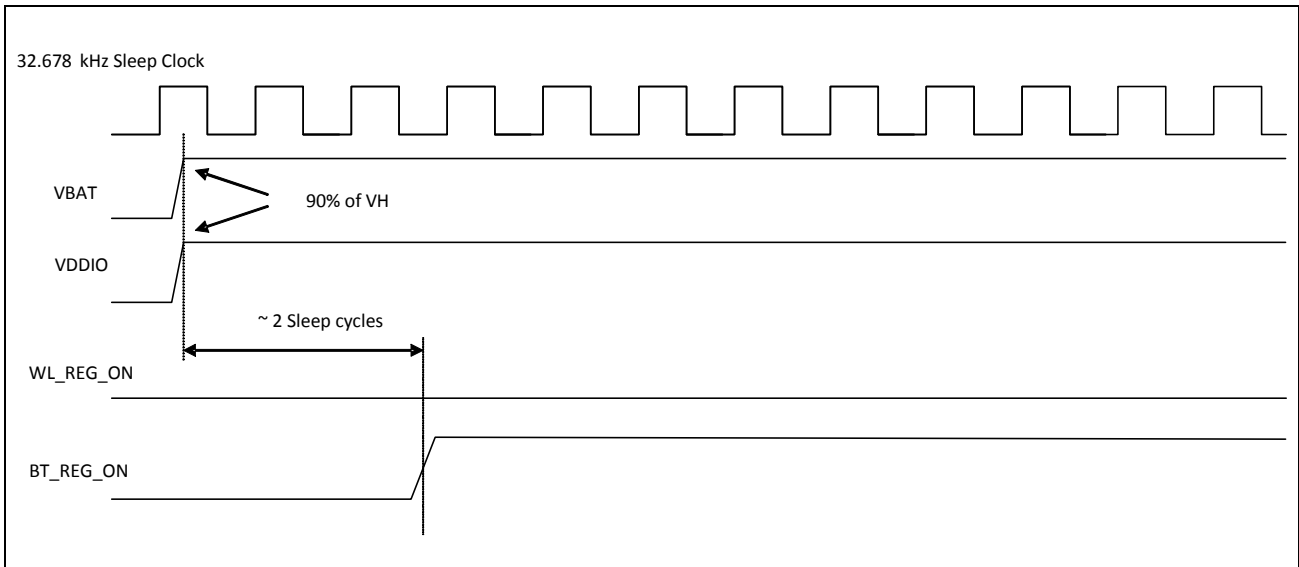 32.678 kHz Sleep Clock
VBAT
90% of VH
VDDIO
~ 2 Sleep cycles
WL_REG_ON
BT_REG_ON